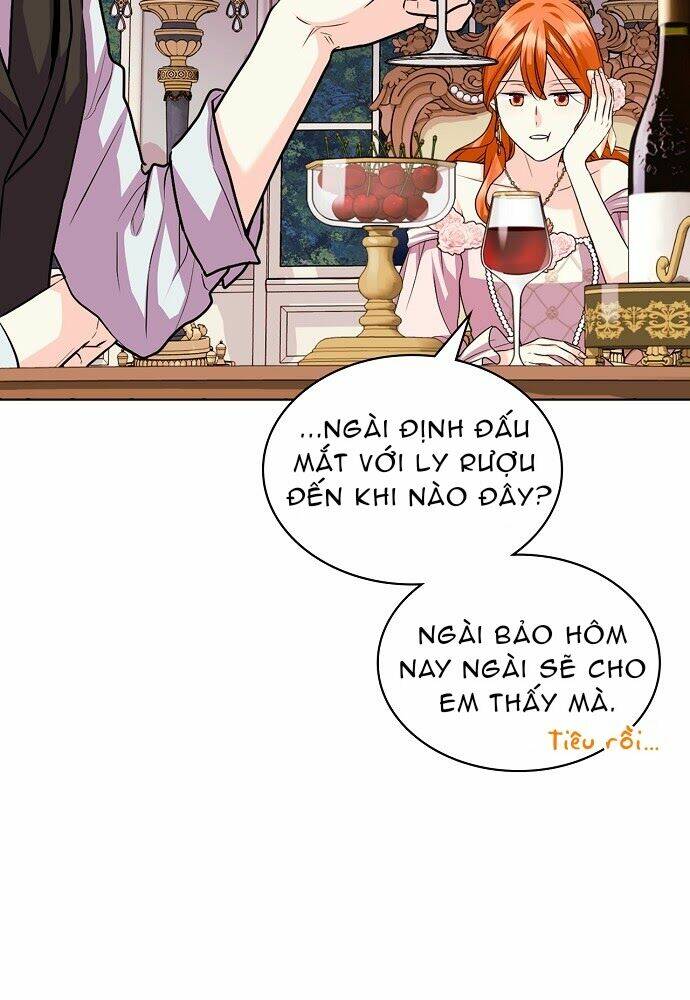 ...NGÀI ĐỊNH ĐẤU
MẮT VỚI LY RƯỢU
ĐẾN KHI NÀO ĐÂY?
NGÀI BẢO HÔM
NAY NGÀI SẼ CHO
EM THẤY MÀ.
Tiêu rồi...